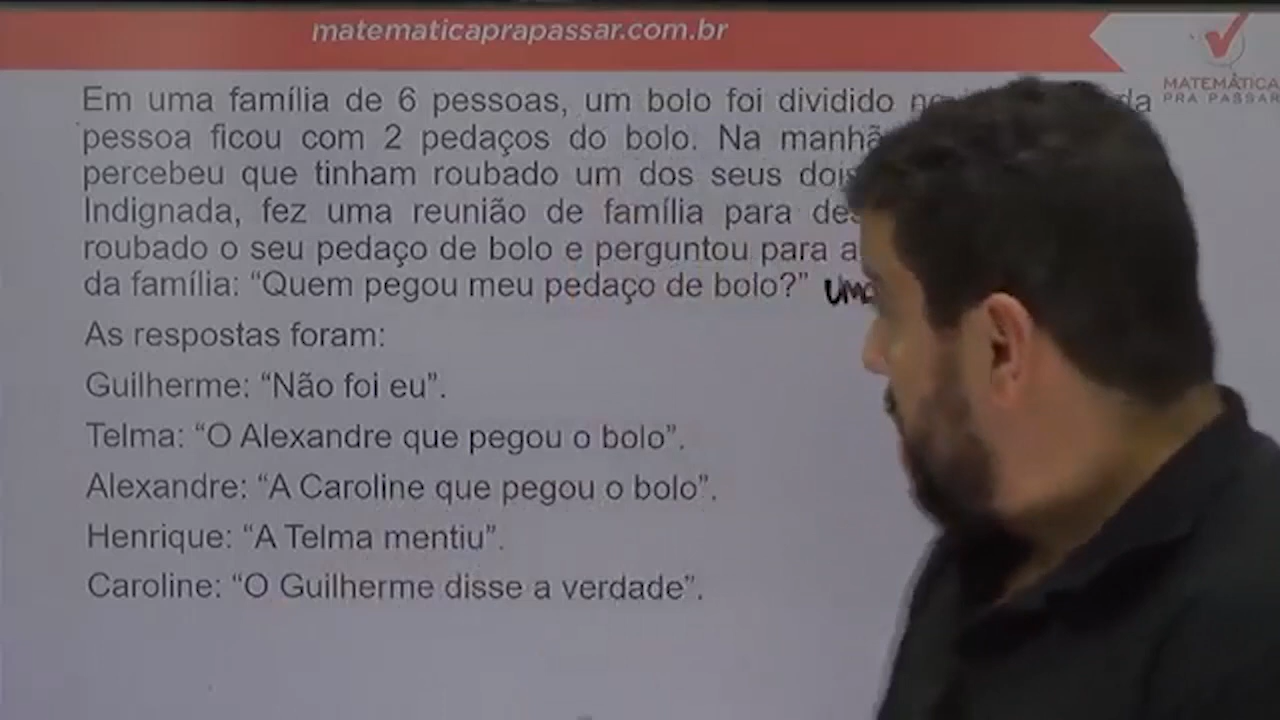 matematicaprapassar.com.br
MATEMÁTICA
PRA PASSAR
Em uma família de 6 pessoas, um bolo foi dividido
pessoa ficou com 2 pedaços do bolo. Na manhã
percebeu que tinham roubado um dos seus dois
Indignada, fez uma reunião de família para
roubado o seu pedaço de bolo e perguntou para
da família: “Quem pegou meu pedaço de bolo?”
As respostas foram:
Guilherme: “Não foi eu”.
Telma: “O Alexandre que pegou o bolo”.
Alexandre: “A Caroline que pegou o bolo”.
Henrique: “A Telma mentiu”.
Caroline: “O Guilherme disse a verdade”.